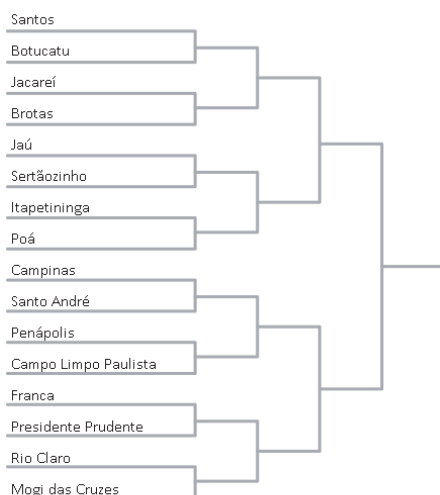 Santos
Botucatu
Jacareí
Brotas
Jaú
Sertãozinho
Itapetininga
Poá
Campinas
Santo André
Penápolis
Campo Limpo Paulista
Franca
Presidente Prudente
Rio Claro
Mogi das Cruzes